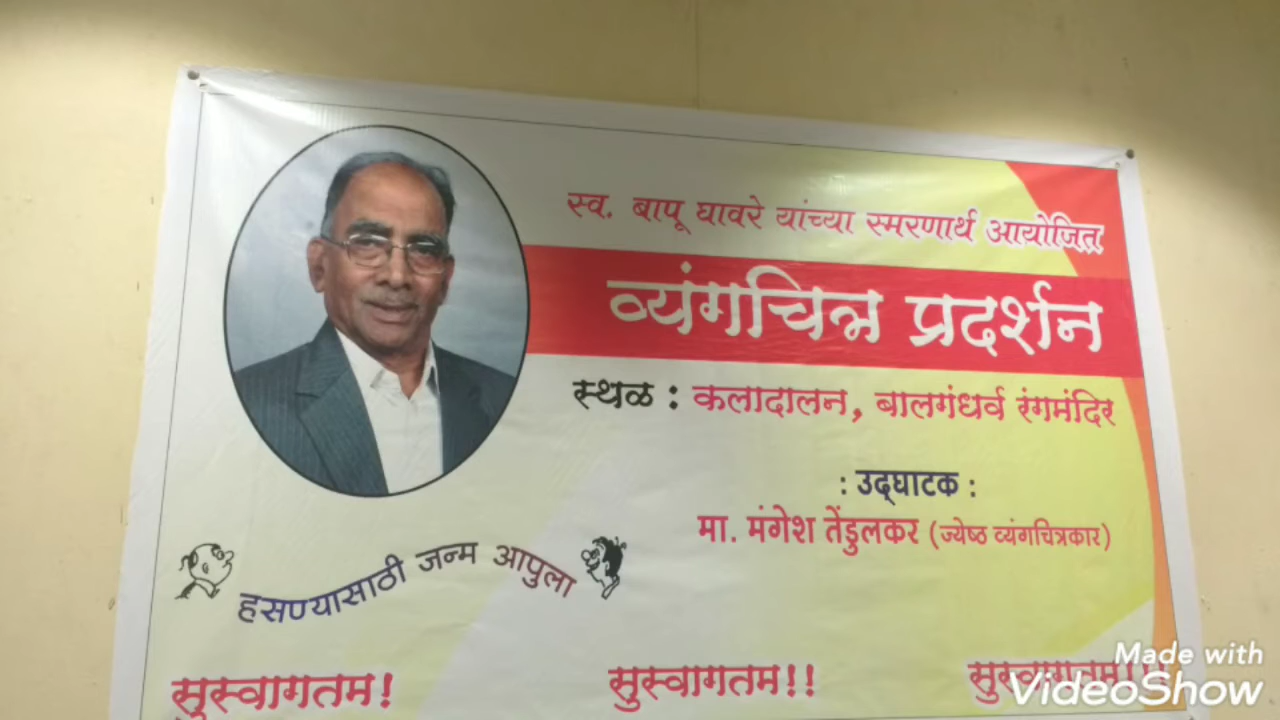 स्व. बापू घावरे यांच्या स्मरणार्थ आयोजित
व्यंगचित्र प्रदर्शन
स्थळ : कलादालन, बालगंधर्व रंगमंदिर
: उद्‌घाटक :
मा. मंगेश तेंडुलकर (ज्येष्ठ व्यंगचित्रकार)
हसण्यासाठी जन्म आपुला
सुस्वागतम! सुस्वागतम!! सुस्वागतम!!!
Made with
VideoShow